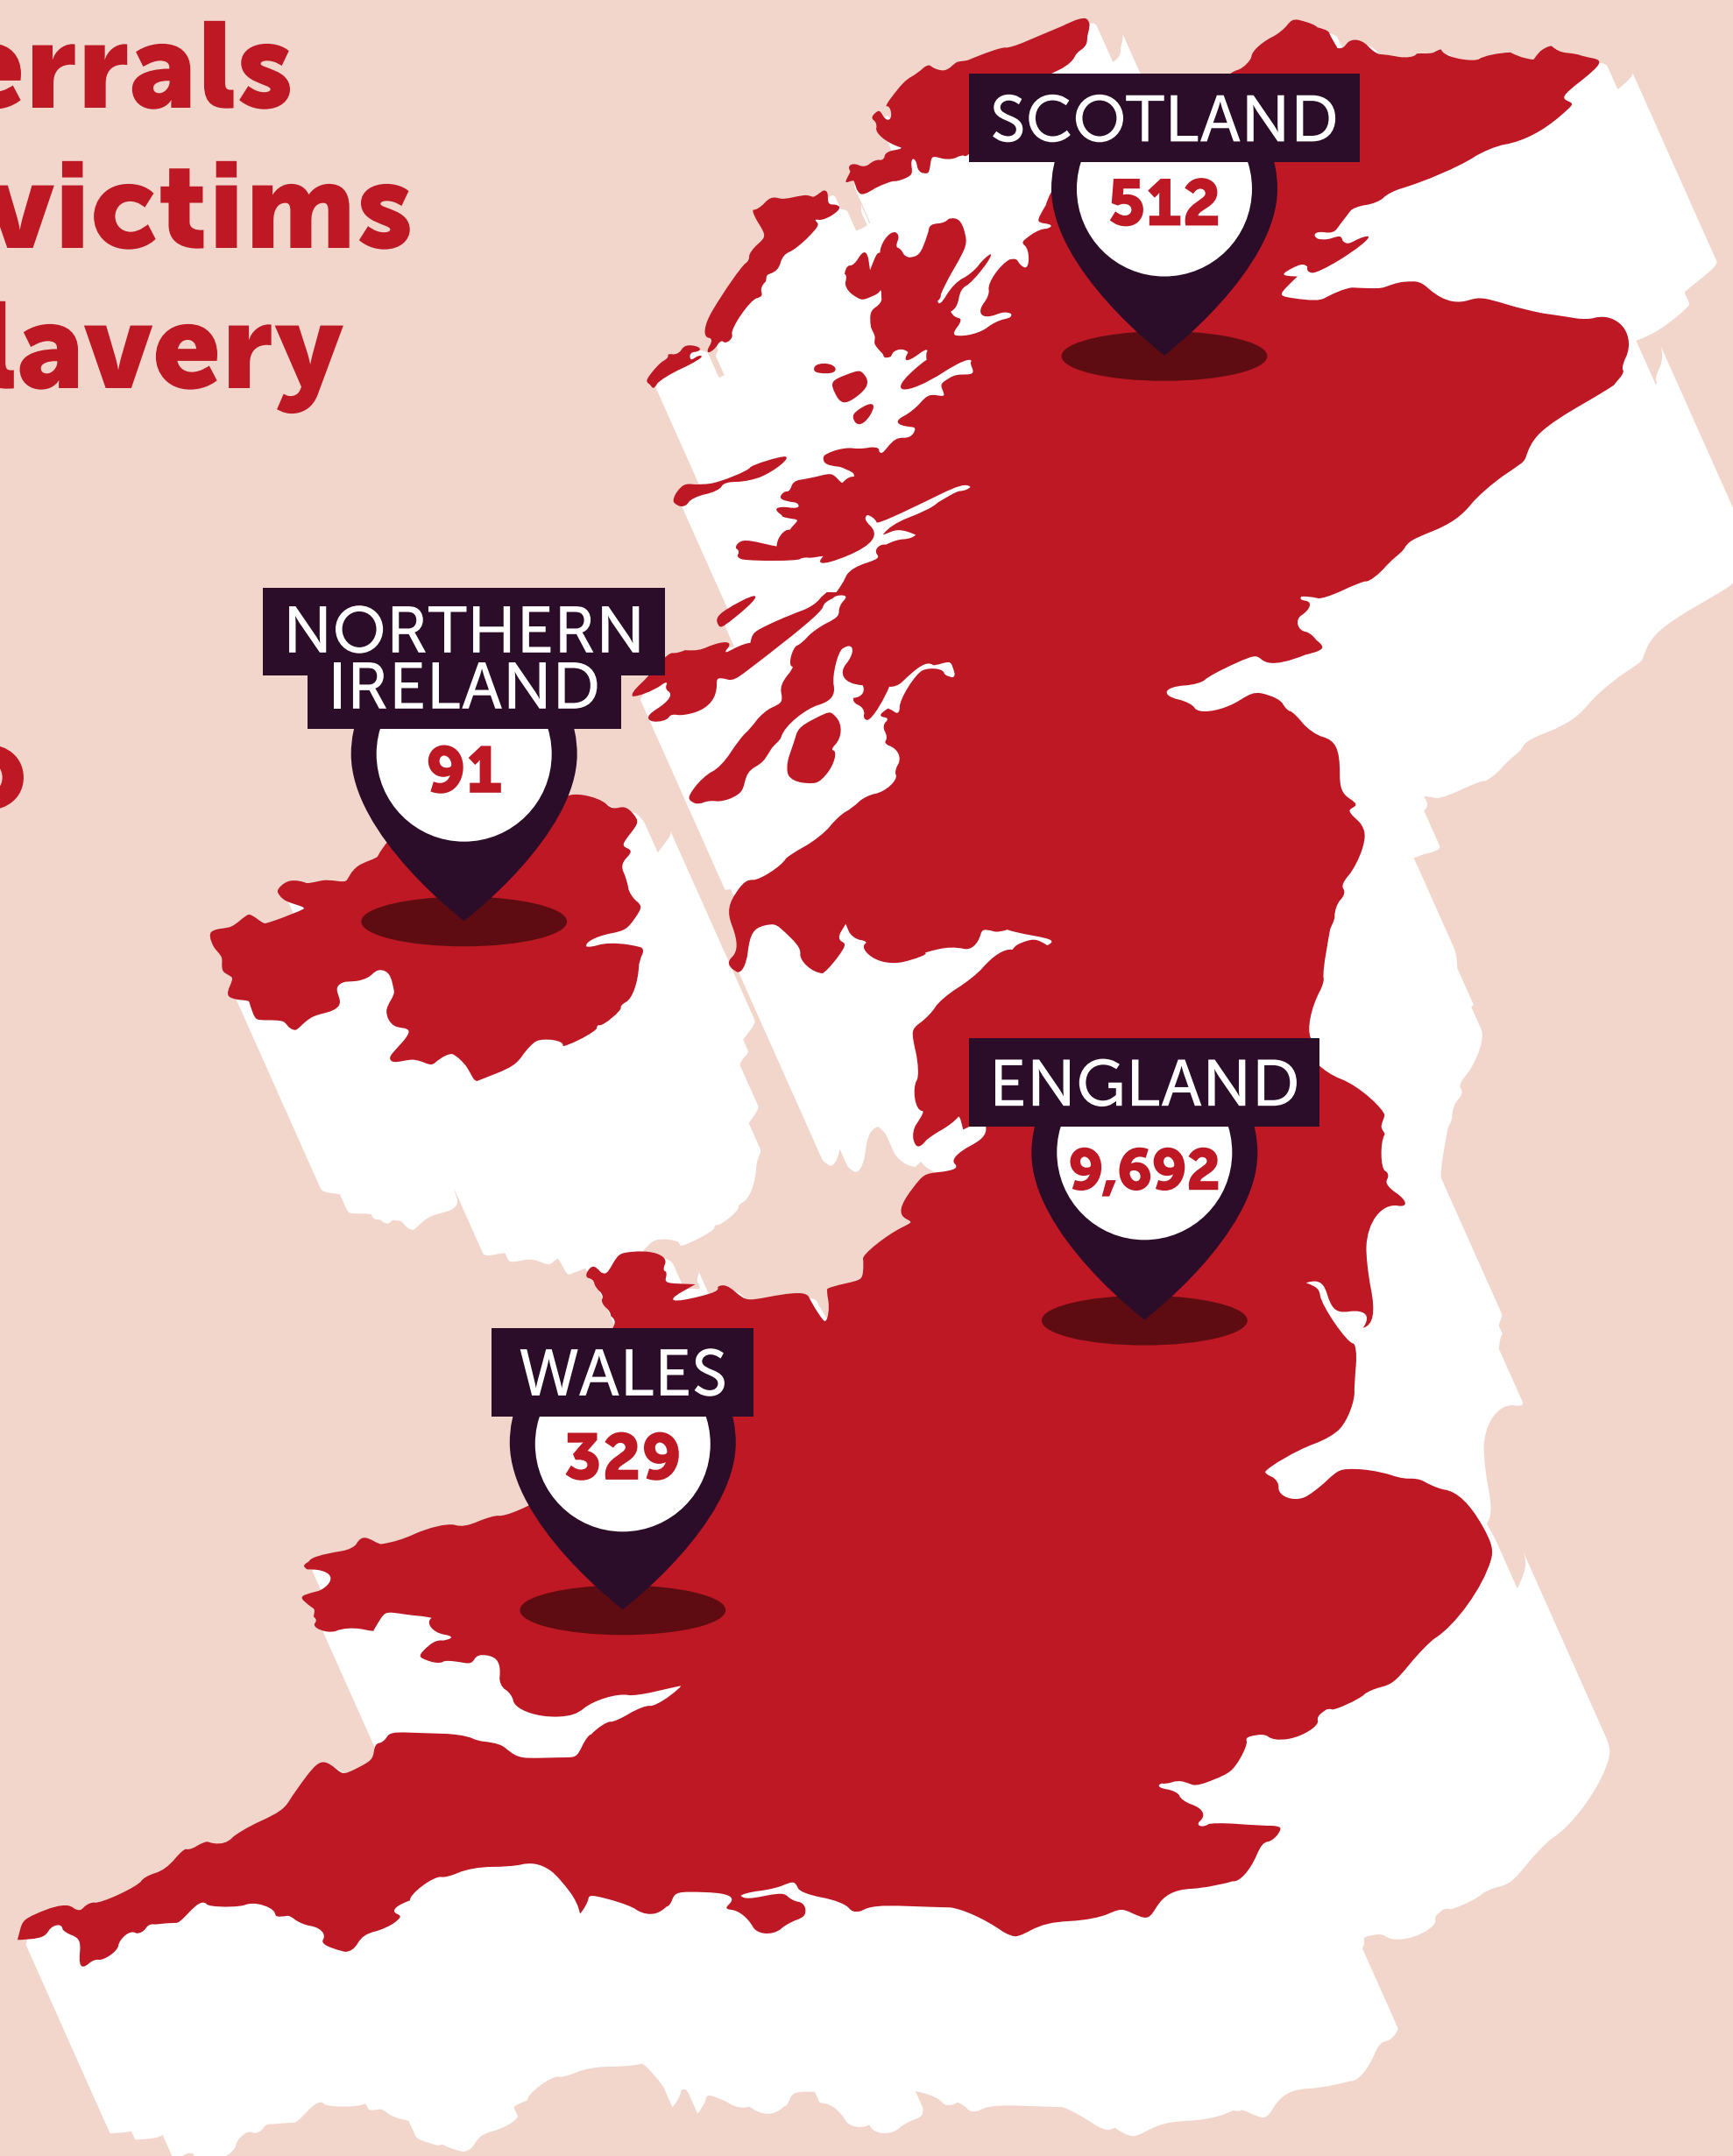 errals
victims
lavery
SCOTLAND
512
NORTHERN
IRELAND
91
ENGLAND
9,692
WALES
329